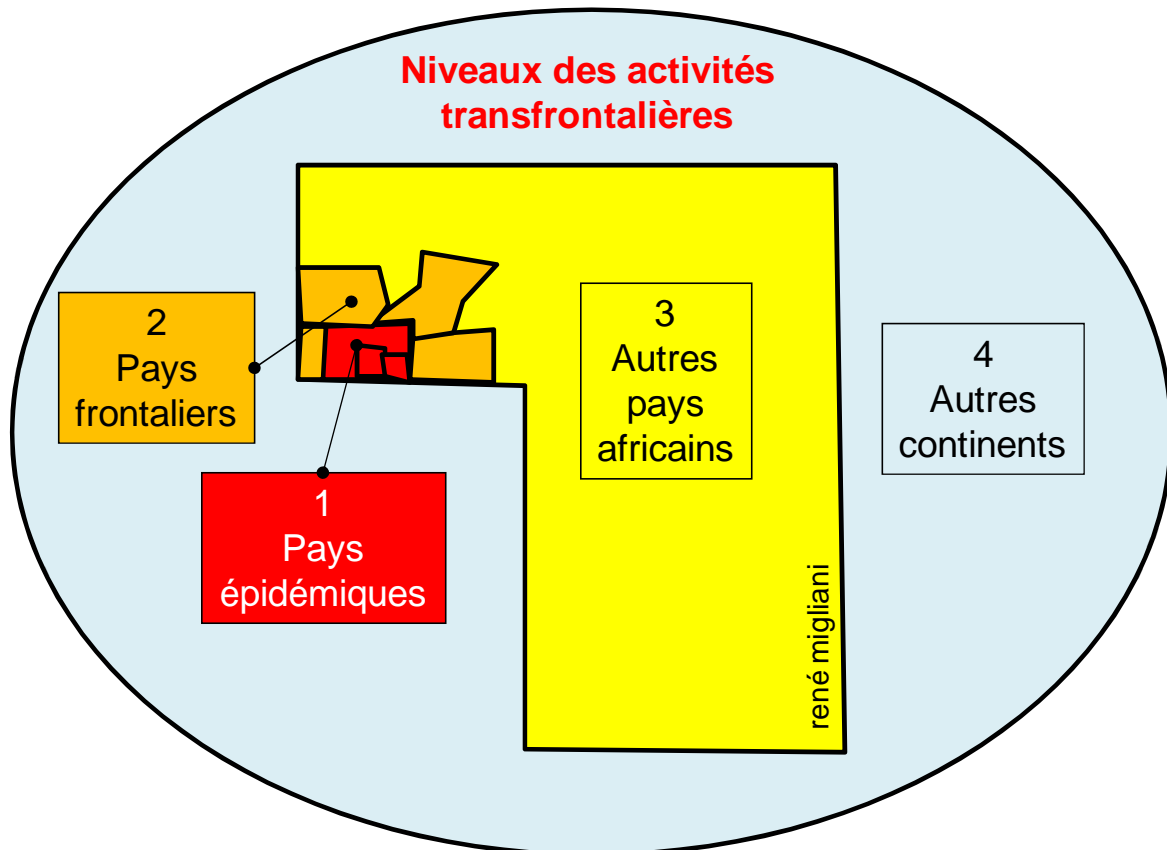 Niveaux des activités
transfrontalières
2
Pays
frontaliers
1
Pays
épidémiques
3
Autres
pays
africains
4
Autres
continents
rené migliani